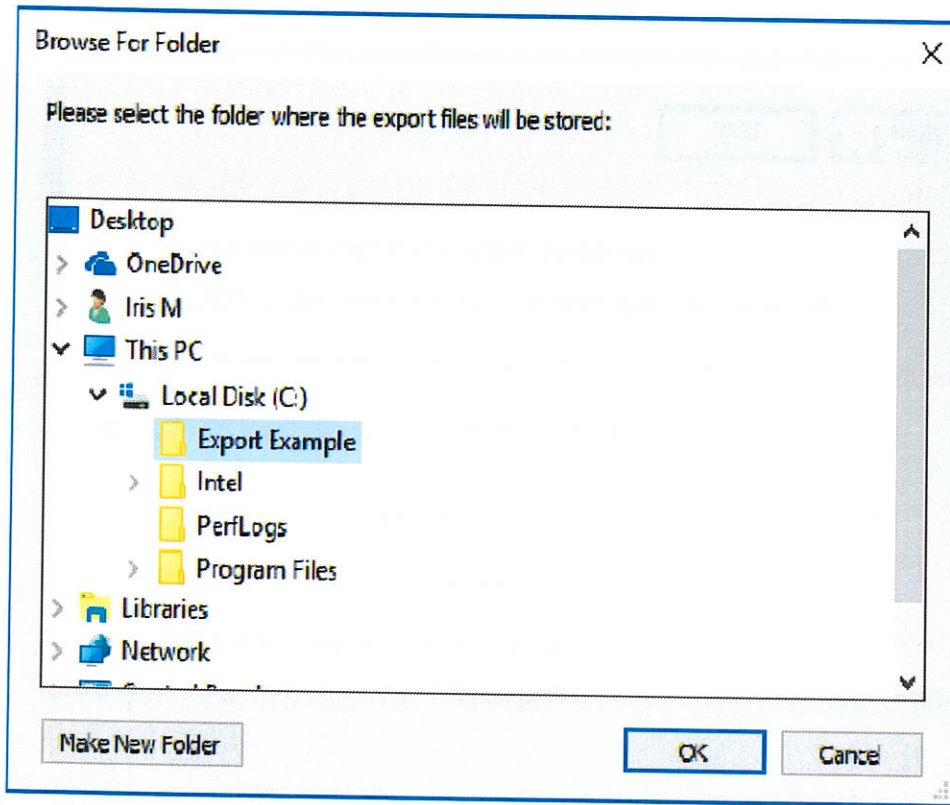 Browse For Folder
Please select the folder where the export files will be stored:
Desktop
OneDrive
Iris M
This PC
Local Disk (C:)
Export Example
Intel
PerfLogs
Program Files
Libraries
Network
Make New Folder
OK
Cancel